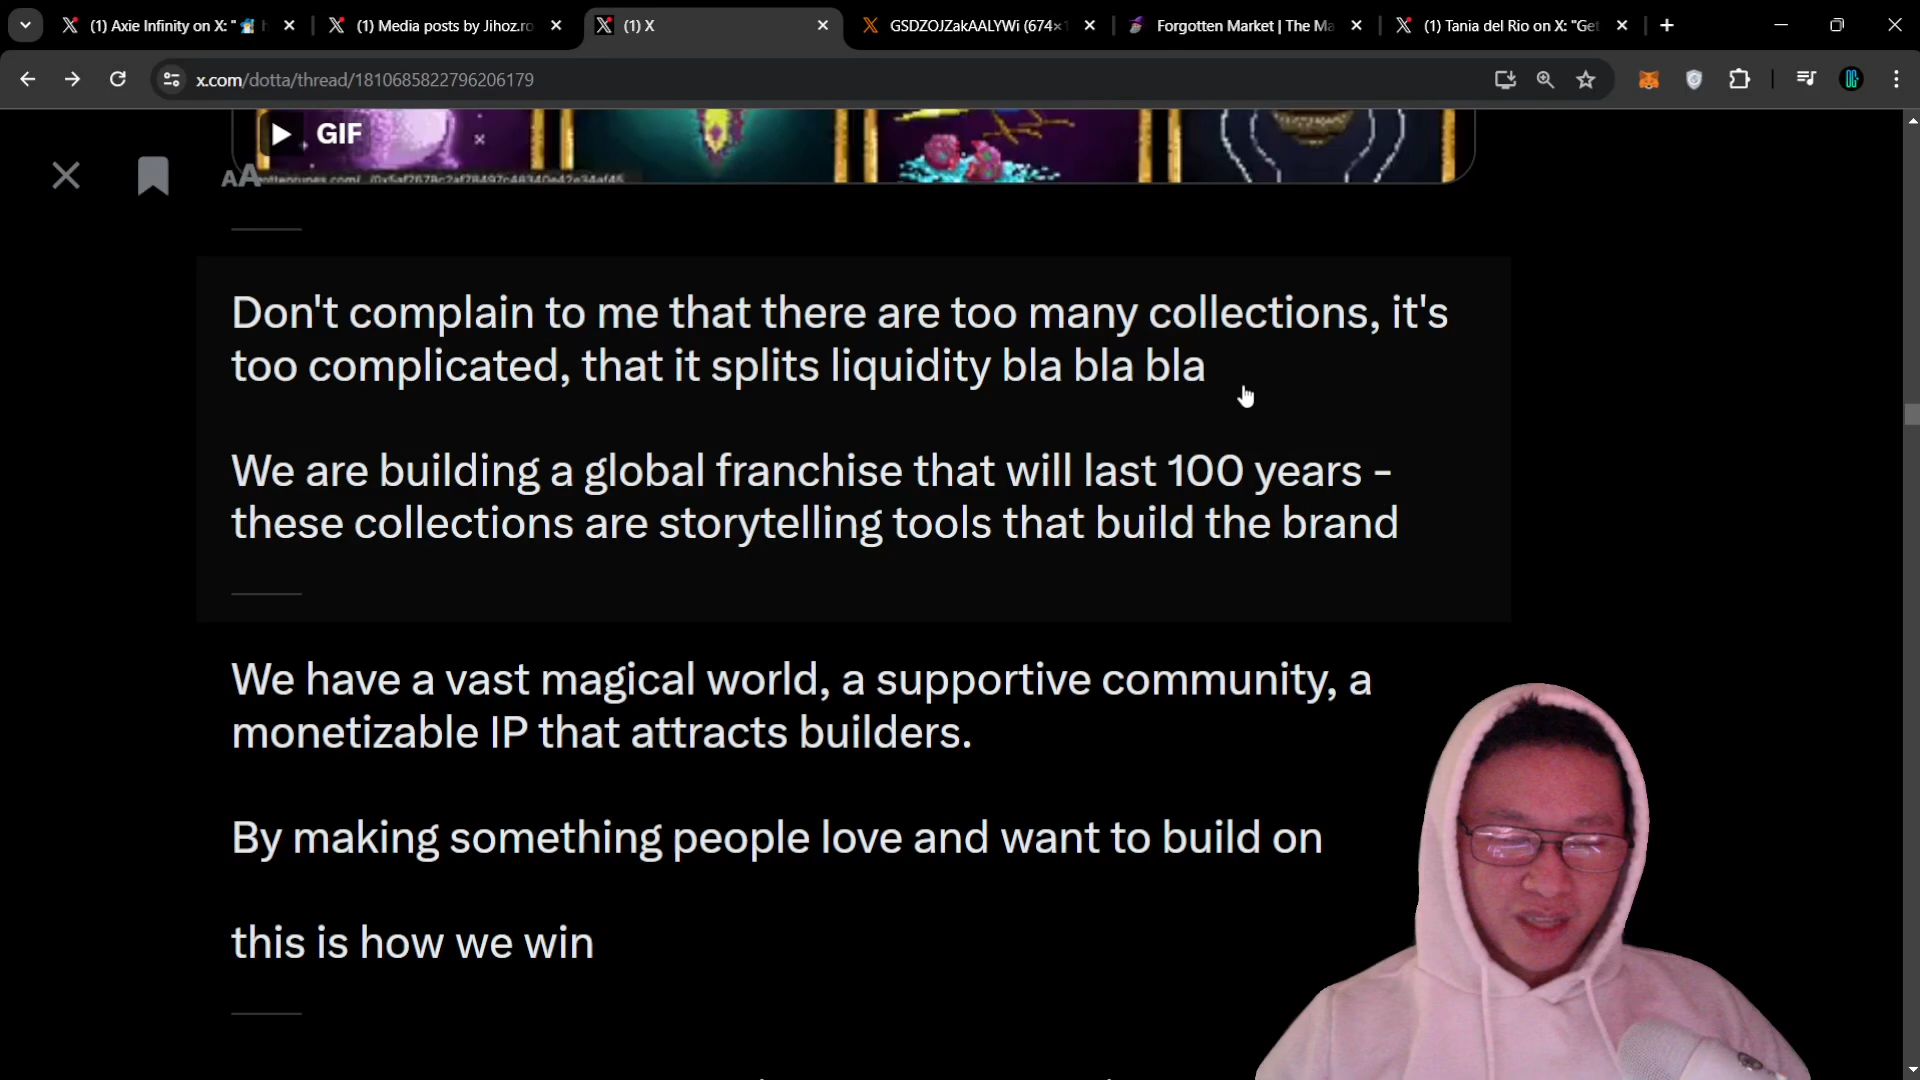 (1) Axie Infinity on X: "
(1) Media posts by Jihoz.ro
(1) X
GSDZOJZakAALYWi (674×1
Forgotten Market | The Ma
(1) Tania del Rio on X: "Get
x.com/dotta/thread/1810685822796206179
GIF
AA
Don't complain to me that there are too many collections, it's
too complicated, that it splits liquidity bla bla bla
We are building a global franchise that will last 100 years -
these collections are storytelling tools that build the brand
We have a vast magical world, a supportive community, a
monetizable IP that attracts builders.
By making something people love and want to build on
this is how we win